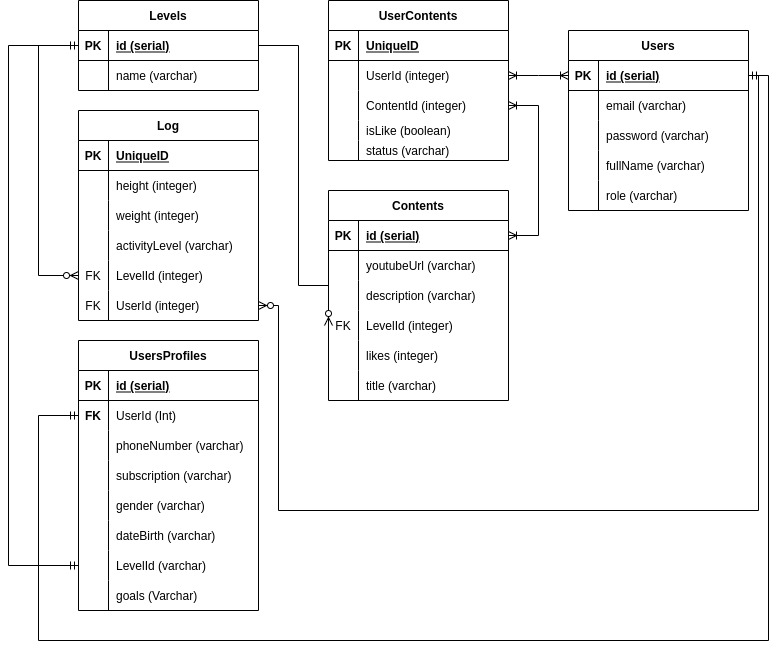 Levels
PK id (serial)
name (varchar)
Log
PK UniqueID
height (integer)
weight (integer)
activityLevel (varchar)
FK LevelId (integer)
FK UserId (integer)
UsersProfiles
PK id (serial)
FK UserId (Int)
phoneNumber (varchar)
subscription (varchar)
gender (varchar)
dateBirth (varchar)
LevelId (varchar)
goals (Varchar)
UserContents
PK UniqueID
UserId (integer)
ContentId (integer)
isLike (boolean)
status (varchar)
Contents
PK id (serial)
youtubeUrl (varchar)
description (varchar)
FK LevelId (integer)
likes (integer)
title (varchar)
Users
PK id (serial)
email (varchar)
password (varchar)
fullName (varchar)
role (varchar)